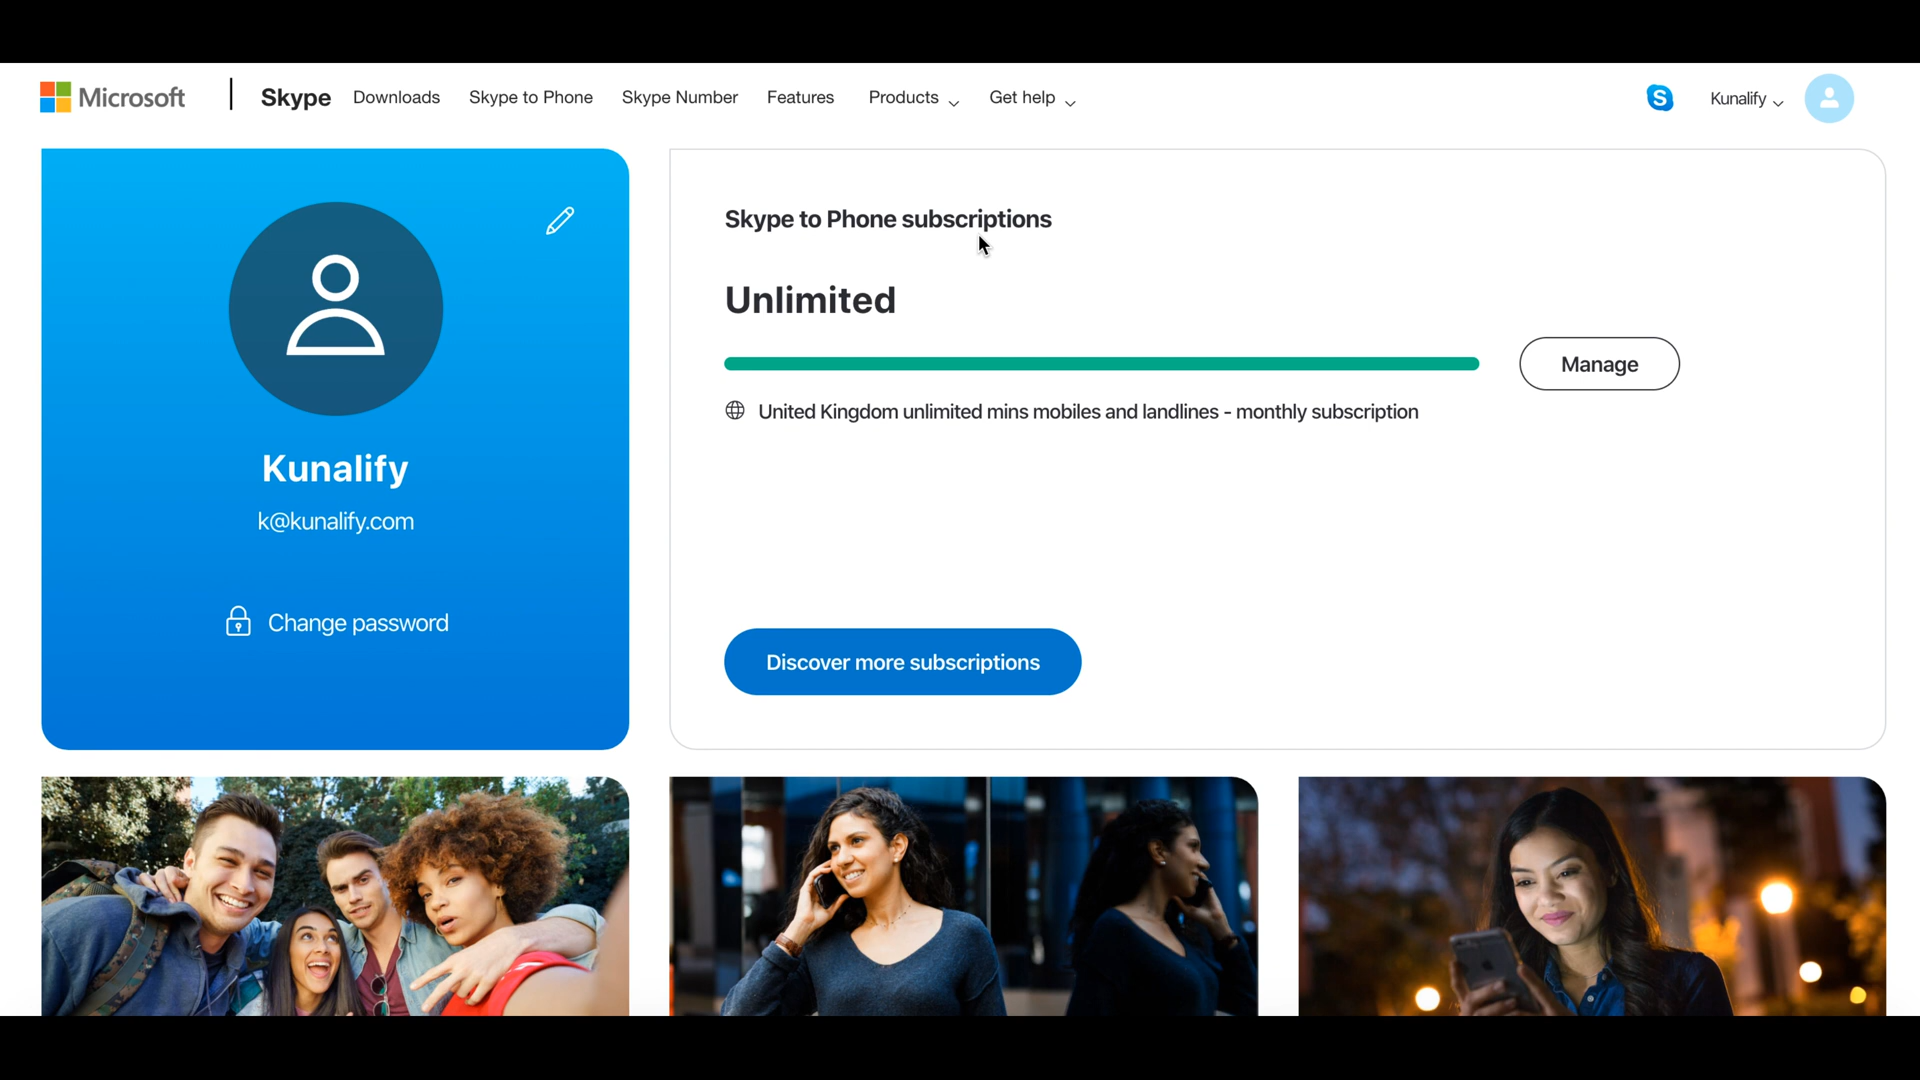 Microsoft
Skype
Downloads
Skype to Phone
Skype Number
Features
Products
Get help
S
Kunalify
Kunalify
k@kunalify.com
Change password
Skype to Phone subscriptions
Unlimited
Manage
United Kingdom unlimited mins mobiles and landlines - monthly subscription
Discover more subscriptions